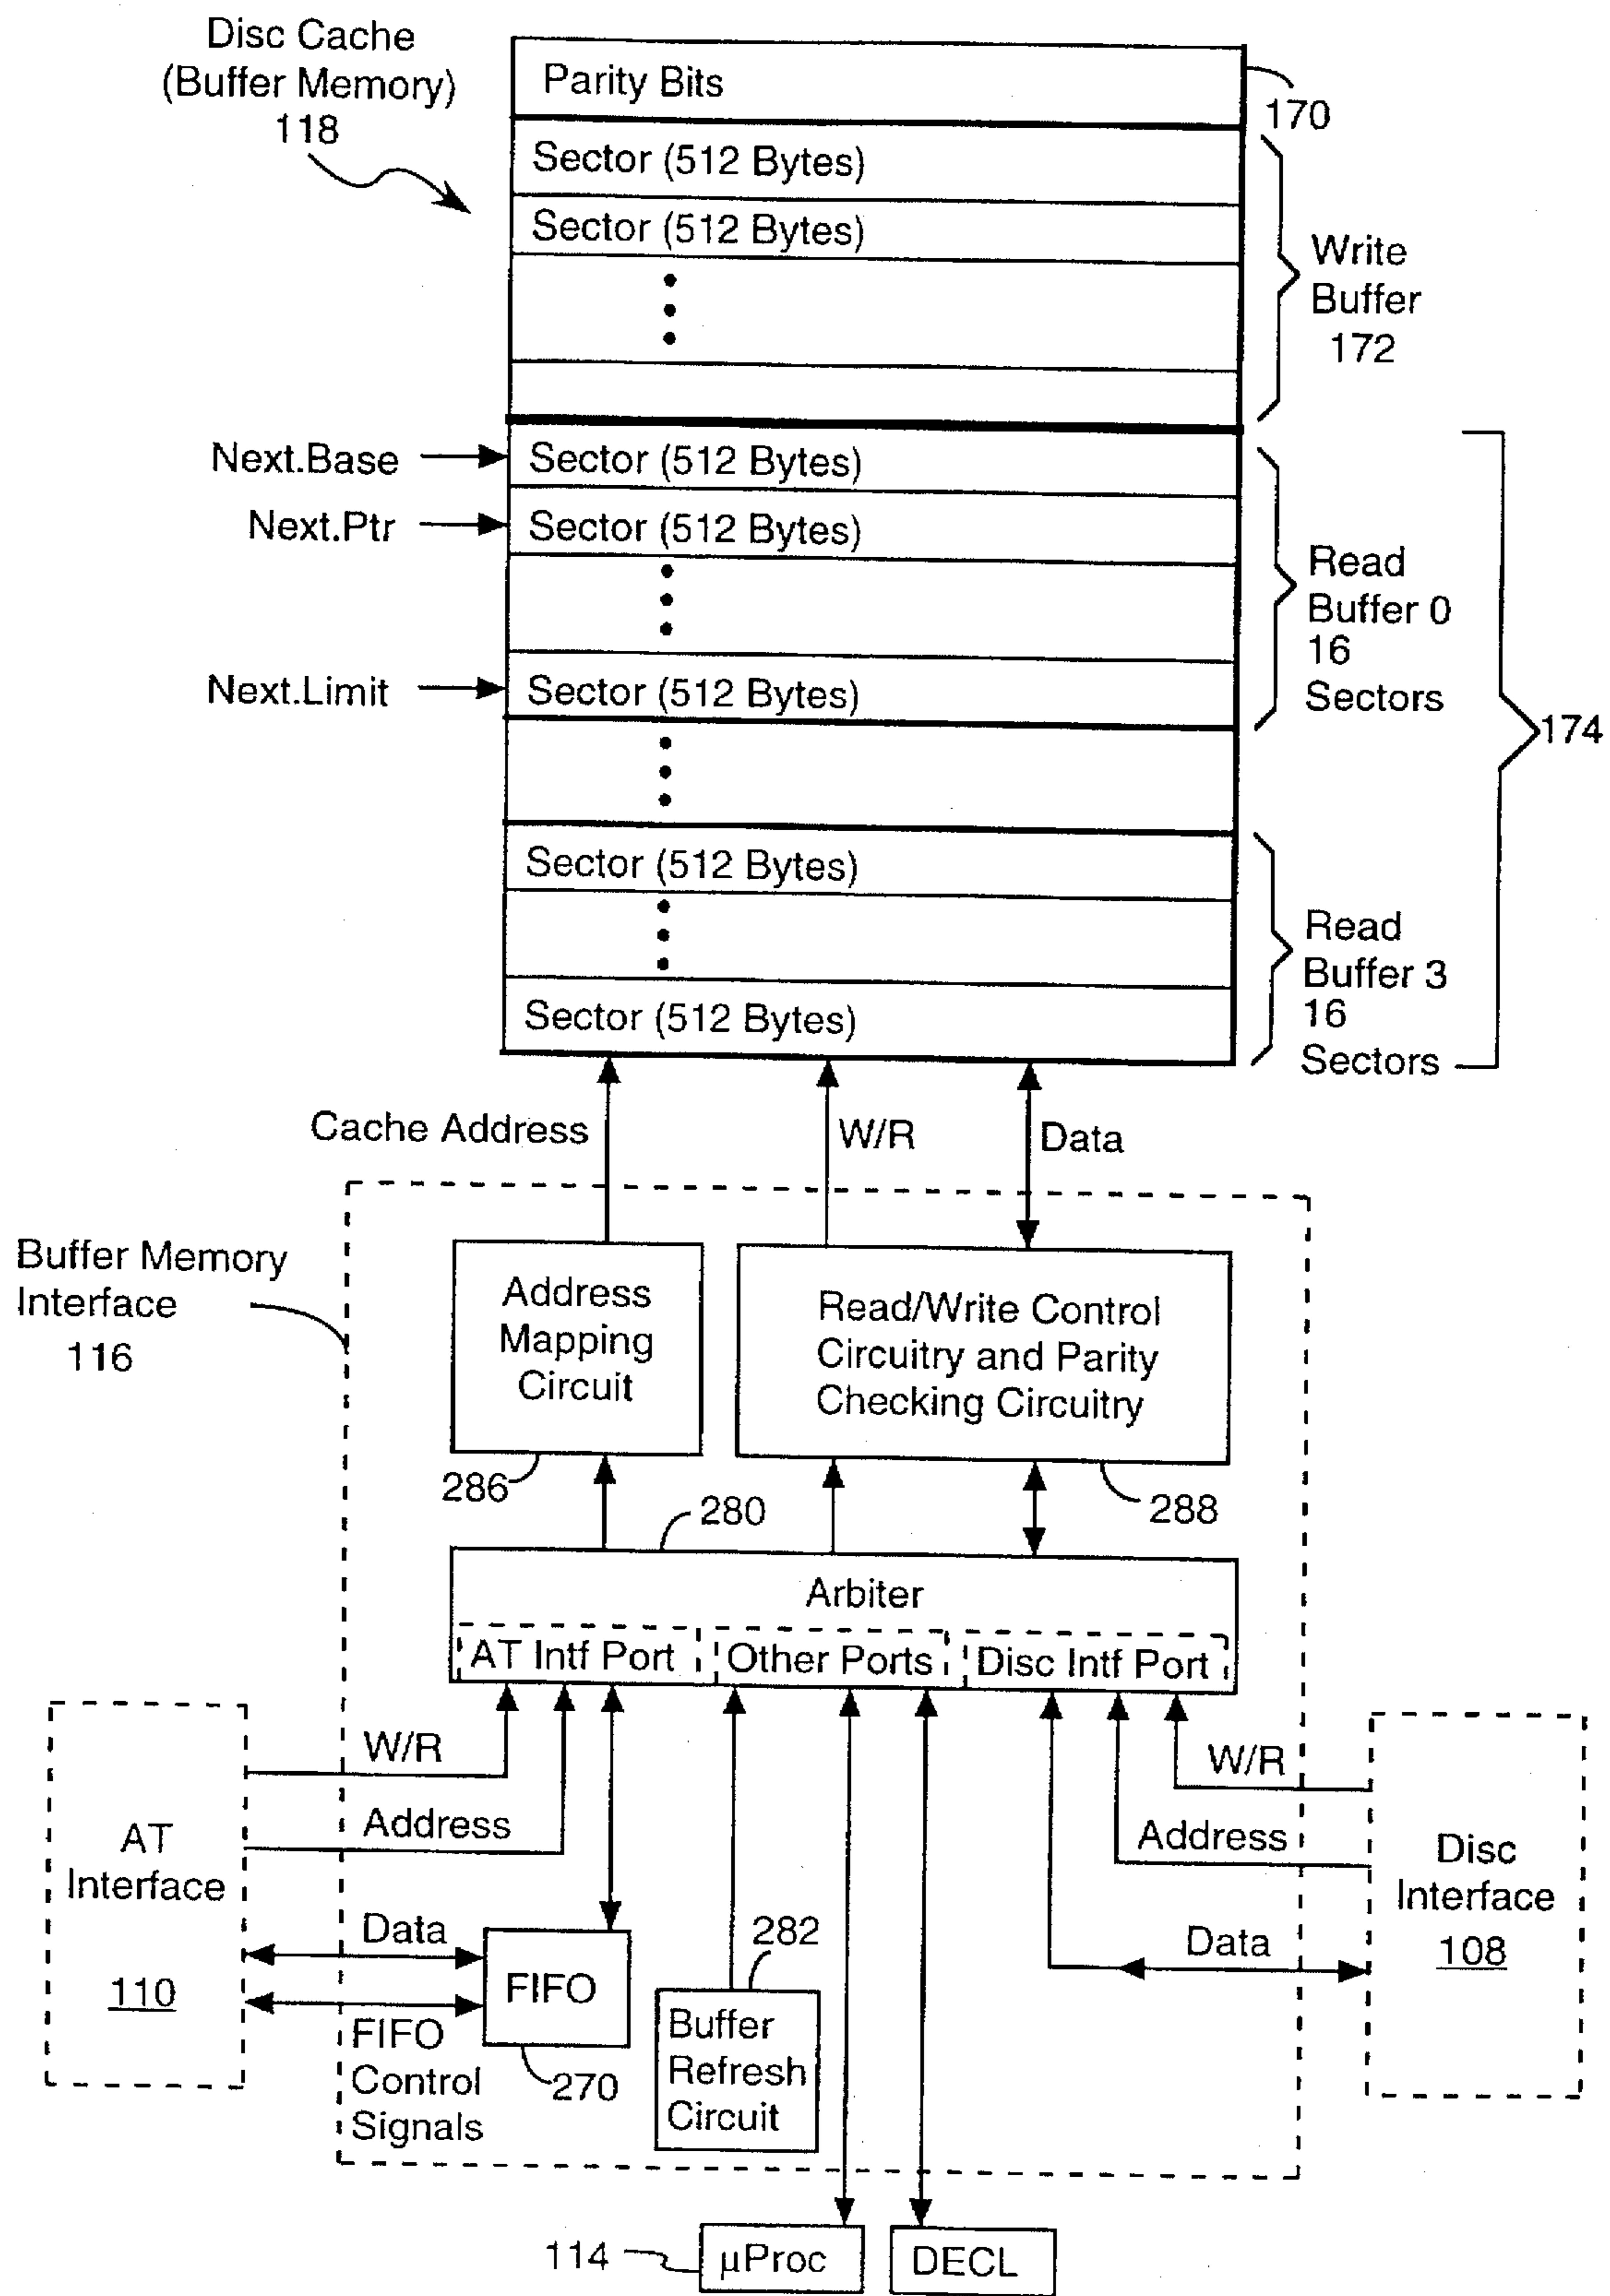 Disc Cache
(Buffer Memory)
118
Parity Bits
170
Sector (512 Bytes)
Sector (512 Bytes)
Write
Buffer
172
Next.Base
Sector (512 Bytes)
Next.Ptr
Sector (512 Bytes)
Read
Buffer 0
16
Sectors
Next.Limit
Sector (512 Bytes)
174
Sector (512 Bytes)
Read
Buffer 3
16
Sectors
Sector (512 Bytes)
Cache Address
W/R
Data
Buffer Memory
Interface
116
Address
Mapping
Circuit
Read/Write Control
Circuitry and Parity
Checking Circuitry
286
280
288
Arbiter
AT Intf Port
Other Ports
Disc Intf Port
W/R
Address
AT
Interface
110
Data
FIFO
FIFO
Control
Signals
270
282
Buffer
Refresh
Circuit
W/R
Address
Data
Disc
Interface
108
114
µProc
DECL